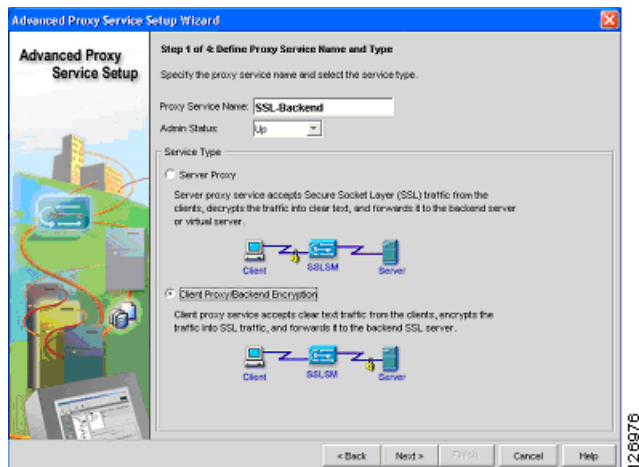 Advanced Proxy Service Setup Wizard
Advanced Proxy
Service Setup
Step 1 of 4: Define Proxy Service Name and Type
Specify the proxy service name and select the service type.
Proxy Service Name: SSL-Backend
Admin Status: Up
Service Type
Server Proxy
Server proxy service accepts Secure Socket Layer (SSL) traffic from the
clients, decrypts the traffic into clear text, and forwards it to the backend server
or virtual server.
Client SSLSM Server
Client Proxy/Backend Encryption
Client proxy service accepts clear text traffic from the clients, encrypts the
traffic into SSL traffic, and forwards it to the backend SSL server.
Client SSLSM Server
< Back Next > Finish Cancel Help
126976